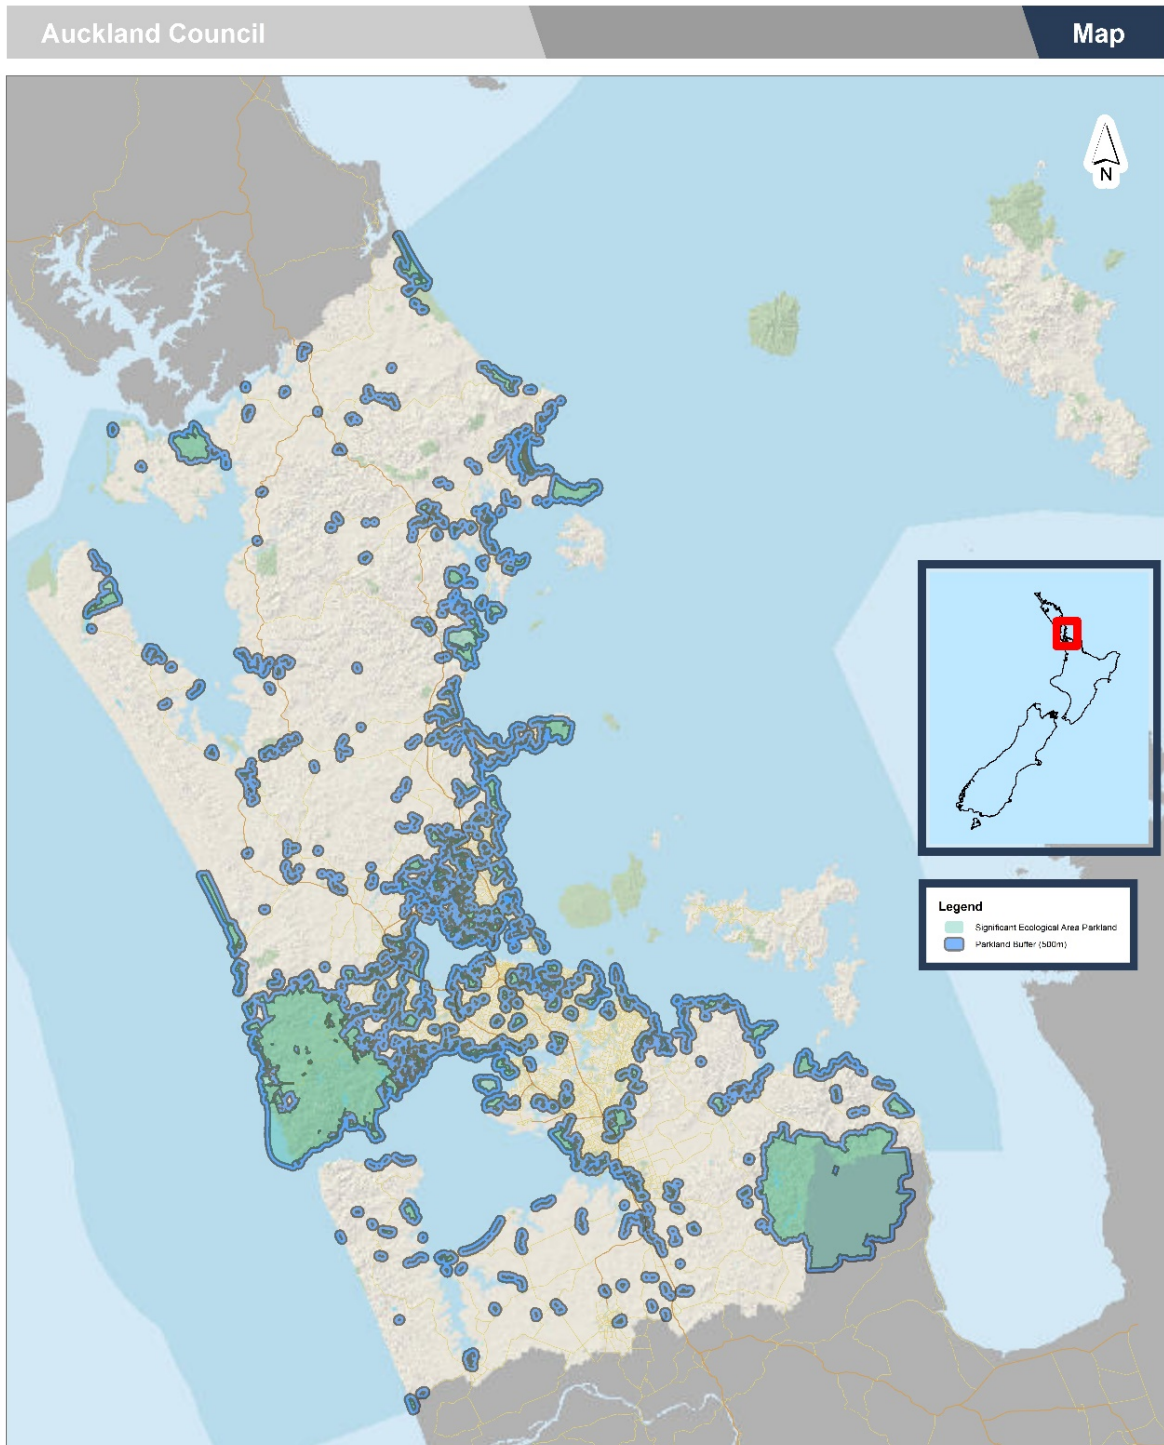 Auckland Council
Map
N
Legend
Significant Ecological Area Parkland
Parkland Buffer (500m)